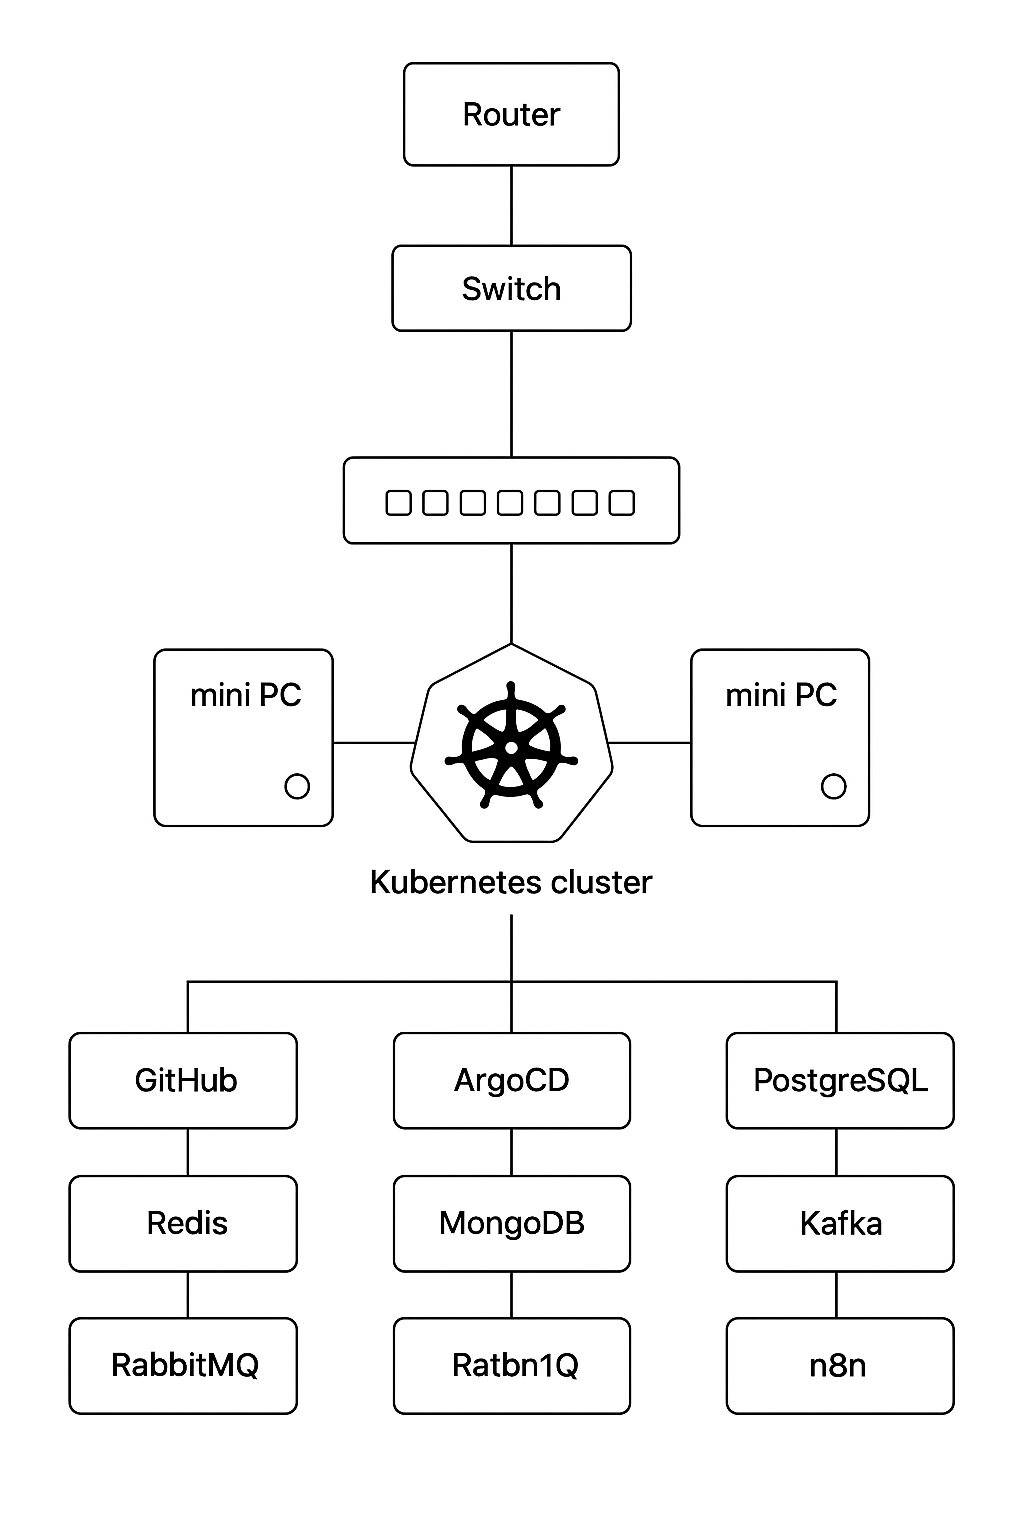 Router
Switch
mini PC
mini PC
Kubernetes cluster
GitHub
ArgoCD
PostgreSQL
Redis
MongoDB
Kafka
RabbitMQ
Ratbn1Q
n8n